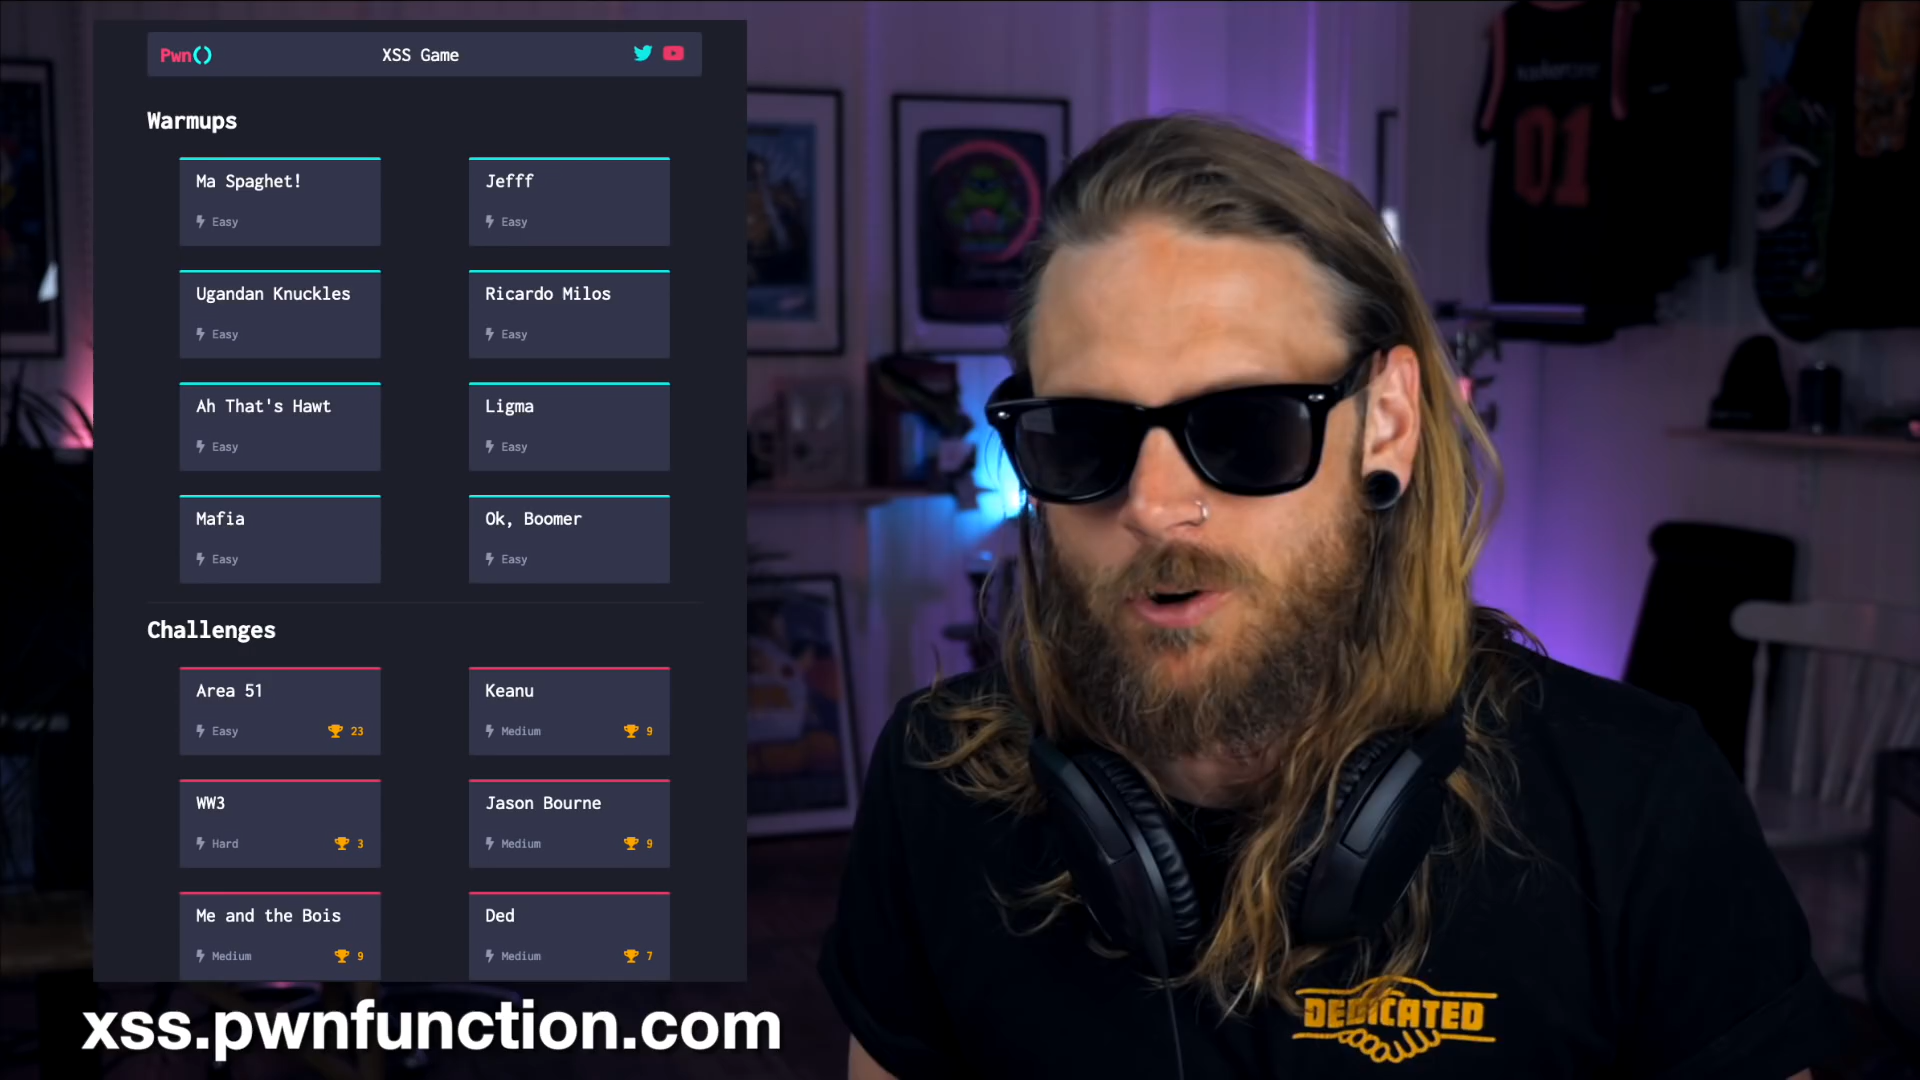 Pwn()
XSS Game
Warmups
Ma Spaghet!
Easy
Jefff
Easy
Ugandan Knuckles
Easy
Ricardo Milos
Easy
Ah That's Hawt
Easy
Ligma
Easy
Mafia
Easy
Ok, Boomer
Easy
Challenges
Area 51
Easy 23
Keanu
Medium 9
WW3
Hard 3
Jason Bourne
Medium 9
Me and the Bois
Medium 9
Ded
Medium 7
xss.pwnfunction.com
hackerone
01
DEDICATED